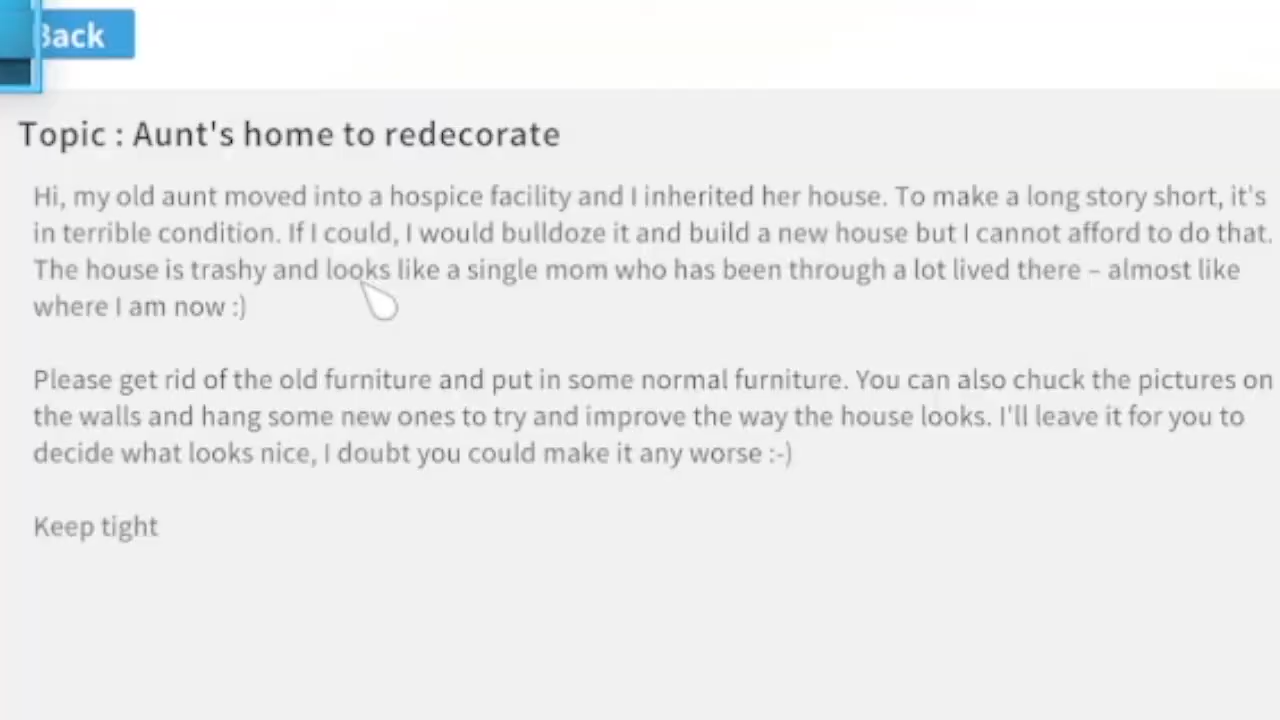 Back
Topic : Aunt's home to redecorate
Hi, my old aunt moved into a hospice facility and I inherited her house. To make a long story short, it's
in terrible condition. If I could, I would bulldoze it and build a new house but I cannot afford to do that.
The house is trashy and looks like a single mom who has been through a lot lived there – almost like
where I am now :)
Please get rid of the old furniture and put in some normal furniture. You can also chuck the pictures on
the walls and hang some new ones to try and improve the way the house looks. I'll leave it for you to
decide what looks nice, I doubt you could make it any worse :-)
Keep tight